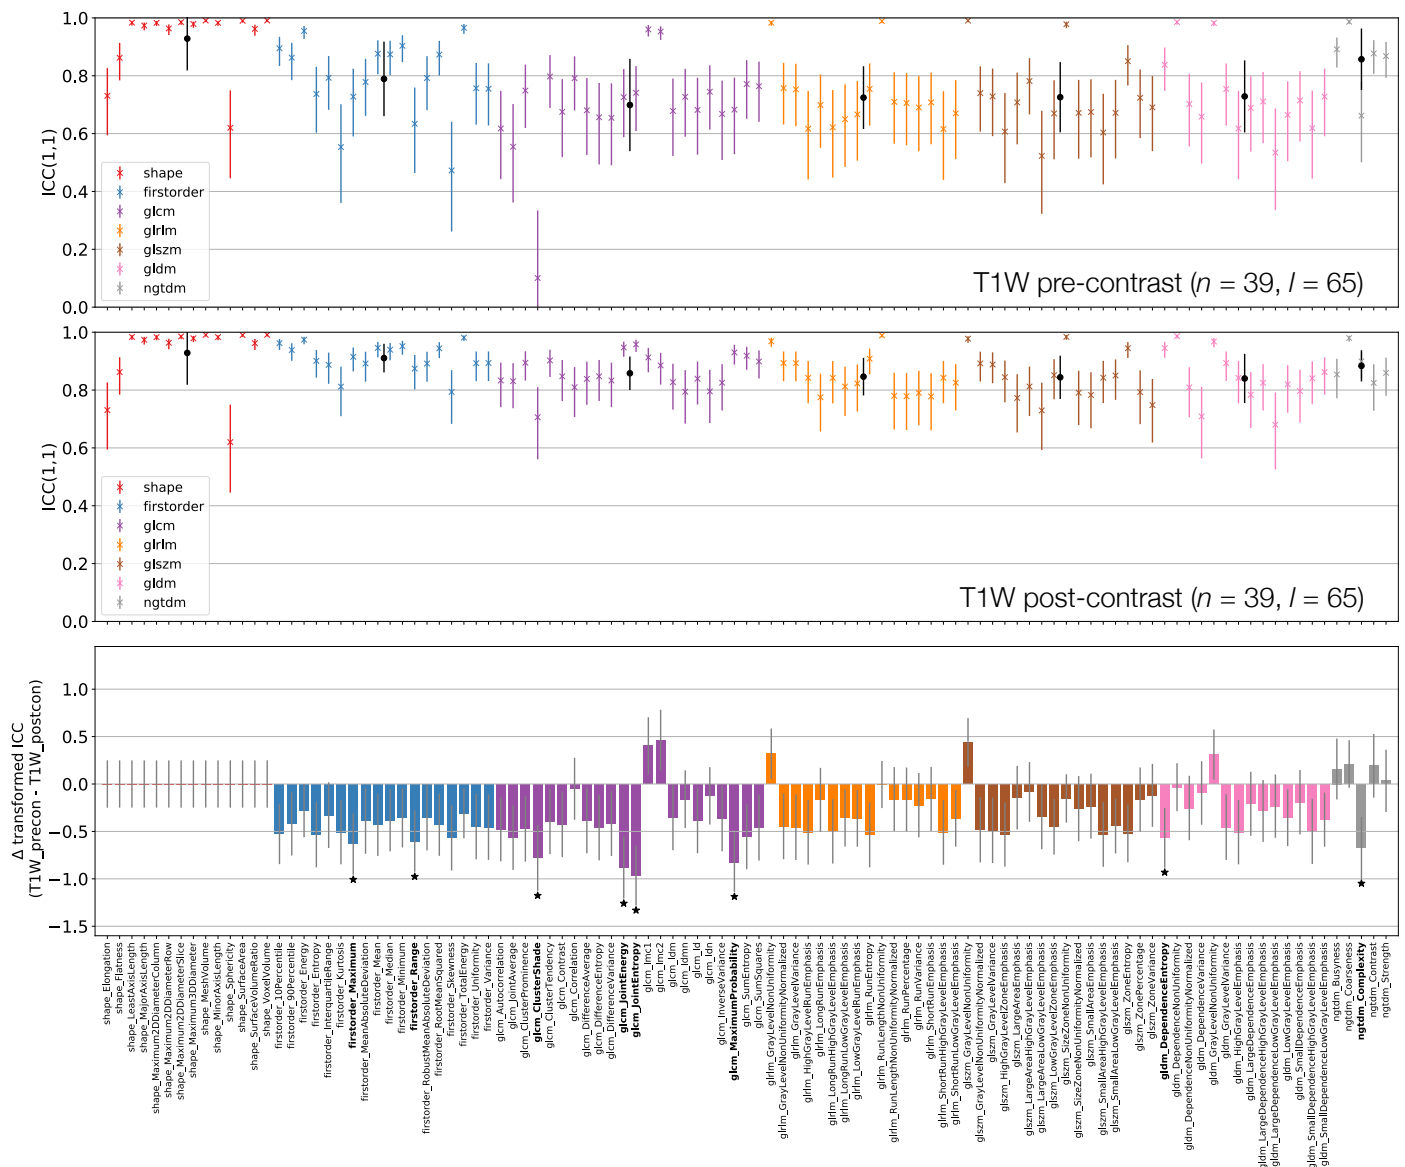 1.0
0.8
0.6
0.4
0.2
0.0
ICC(1,1)
shape
firstorder
glcm
glrlm
glszm
gldm
ngtdm
T1W pre-contrast (n = 39, l = 65)
1.0
0.8
0.6
0.4
0.2
0.0
ICC(1,1)
shape
firstorder
glcm
glrlm
glszm
gldm
ngtdm
T1W post-contrast (n = 39, l = 65)
1.0
0.5
0.0
−0.5
−1.0
−1.5
Δ transformed ICC
(T1W_precon - T1W_postcon)
shape_Elongation
shape_Flatness
shape_LeastAxisLength
shape_MajorAxisLength
shape_Maximum2DDiameterColumn
shape_Maximum2DDiameterRow
shape_Maximum2DDiameterSlice
shape_Maximum3DDiameter
shape_MeshVolume
shape_MinorAxisLength
shape_Sphericity
shape_SurfaceArea
shape_SurfaceVolumeRatio
shape_VoxelVolume
firstorder_10Percentile
firstorder_90Percentile
firstorder_Energy
firstorder_Entropy
firstorder_InterquartileRange
firstorder_Kurtosis
firstorder_Maximum
firstorder_MeanAbsoluteDeviation
firstorder_Mean
firstorder_Median
firstorder_Minimum
firstorder_Range
firstorder_RobustMeanAbsoluteDeviation
firstorder_RootMeanSquared
firstorder_Skewness
firstorder_TotalEnergy
firstorder_Uniformity
firstorder_Variance
glcm_Autocorrelation
glcm_JointAverage
glcm_ClusterProminence
glcm_ClusterShade
glcm_ClusterTendency
glcm_Contrast
glcm_Correlation
glcm_DifferenceAverage
glcm_DifferenceEntropy
glcm_DifferenceVariance
glcm_JointEnergy
glcm_JointEntropy
glcm_Imc1
glcm_Imc2
glcm_Idm
glcm_Idmn
glcm_Id
glcm_Idn
glcm_InverseVariance
glcm_MaximumProbability
glcm_SumEntropy
glcm_SumSquares
glrlm_GrayLevelNonUniformity
glrlm_GrayLevelNonUniformityNormalized
glrlm_GrayLevelVariance
glrlm_HighGrayLevelRunEmphasis
glrlm_LongRunEmphasis
glrlm_LongRunHighGrayLevelEmphasis
glrlm_LongRunLowGrayLevelEmphasis
glrlm_LowGrayLevelRunEmphasis
glrlm_RunEntropy
glrlm_RunLengthNonUniformity
glrlm_RunLengthNonUniformityNormalized
glrlm_RunPercentage
glrlm_RunVariance
glrlm_ShortRunEmphasis
glrlm_ShortRunHighGrayLevelEmphasis
glrlm_ShortRunLowGrayLevelEmphasis
glszm_GrayLevelNonUniformity
glszm_GrayLevelNonUniformityNormalized
glszm_GrayLevelVariance
glszm_HighGrayLevelZoneEmphasis
glszm_LargeAreaEmphasis
glszm_LargeAreaHighGrayLevelEmphasis
glszm_LargeAreaLowGrayLevelEmphasis
glszm_LowGrayLevelZoneEmphasis
glszm_SizeZoneNonUniformity
glszm_SizeZoneNonUniformityNormalized
glszm_SmallAreaEmphasis
glszm_SmallAreaHighGrayLevelEmphasis
glszm_SmallAreaLowGrayLevelEmphasis
glszm_ZoneEntropy
glszm_ZonePercentage
glszm_ZoneVariance
gldm_DependenceEntropy
gldm_DependenceNonUniformity
gldm_DependenceNonUniformityNormalized
gldm_DependenceVariance
gldm_GrayLevelNonUniformity
gldm_GrayLevelVariance
gldm_HighGrayLevelEmphasis
gldm_LargeDependenceEmphasis
gldm_LargeDependenceHighGrayLevelEmphasis
gldm_LargeDependenceLowGrayLevelEmphasis
gldm_LowGrayLevelEmphasis
gldm_SmallDependenceEmphasis
gldm_SmallDependenceHighGrayLevelEmphasis
gldm_SmallDependenceLowGrayLevelEmphasis
ngtdm_Busyness
ngtdm_Coarseness
ngtdm_Complexity
ngtdm_Contrast
ngtdm_Strength